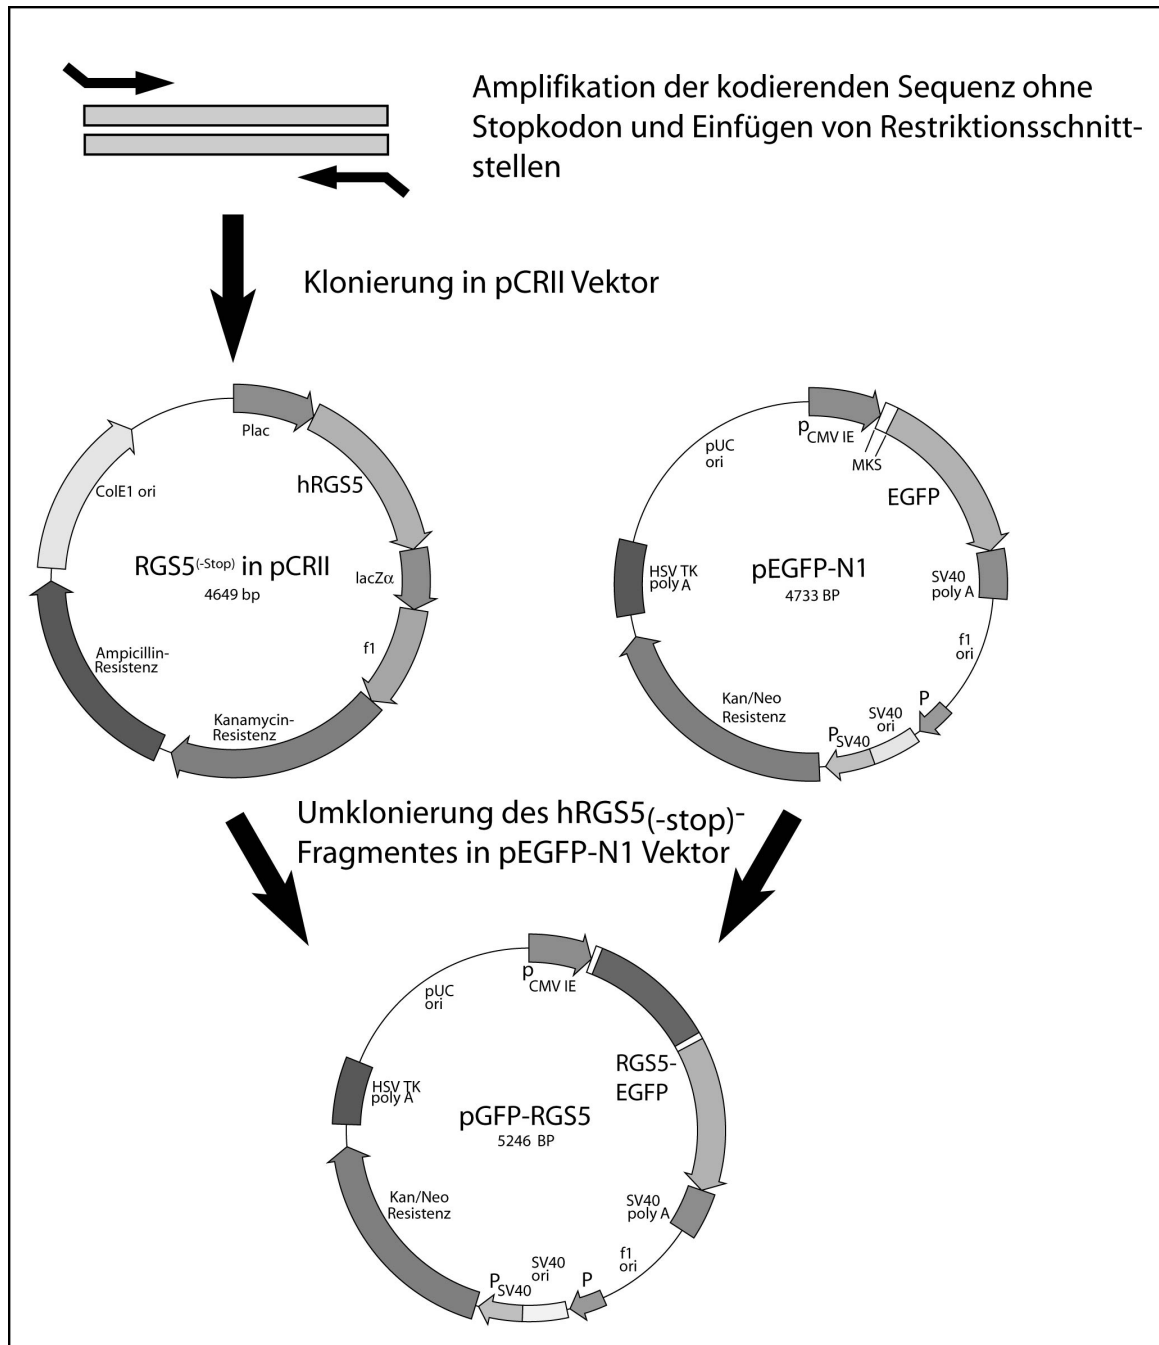 Amplifikation der kodierenden Sequenz ohne
Stopkodon und Einfügen von Restriktionsschnitt-
stellen
Klonierung in pCRII Vektor
Plac
hRGS5
ColE1 ori
RGS5(-Stop) in pCRII
4649 bp
lacZα
f1
Ampicillin-
Resistenz
Kanamycin-
Resistenz
pCMV IE
pUC
ori
MKS
EGFP
HSV TK
poly A
pEGFP-N1
4733 BP
SV40
poly A
f1
ori
Kan/Neo
Resistenz
P
SV40
ori
PSV40
Umklonierung des hRGS5(-stop)-
Fragmentes in pEGFP-N1 Vektor
pCMV IE
pUC
ori
RGS5-
EGFP
HSV TK
poly A
pGFP-RGS5
5246 BP
Kan/Neo
Resistenz
SV40
poly A
f1
ori
SV40
ori
P
PSV40